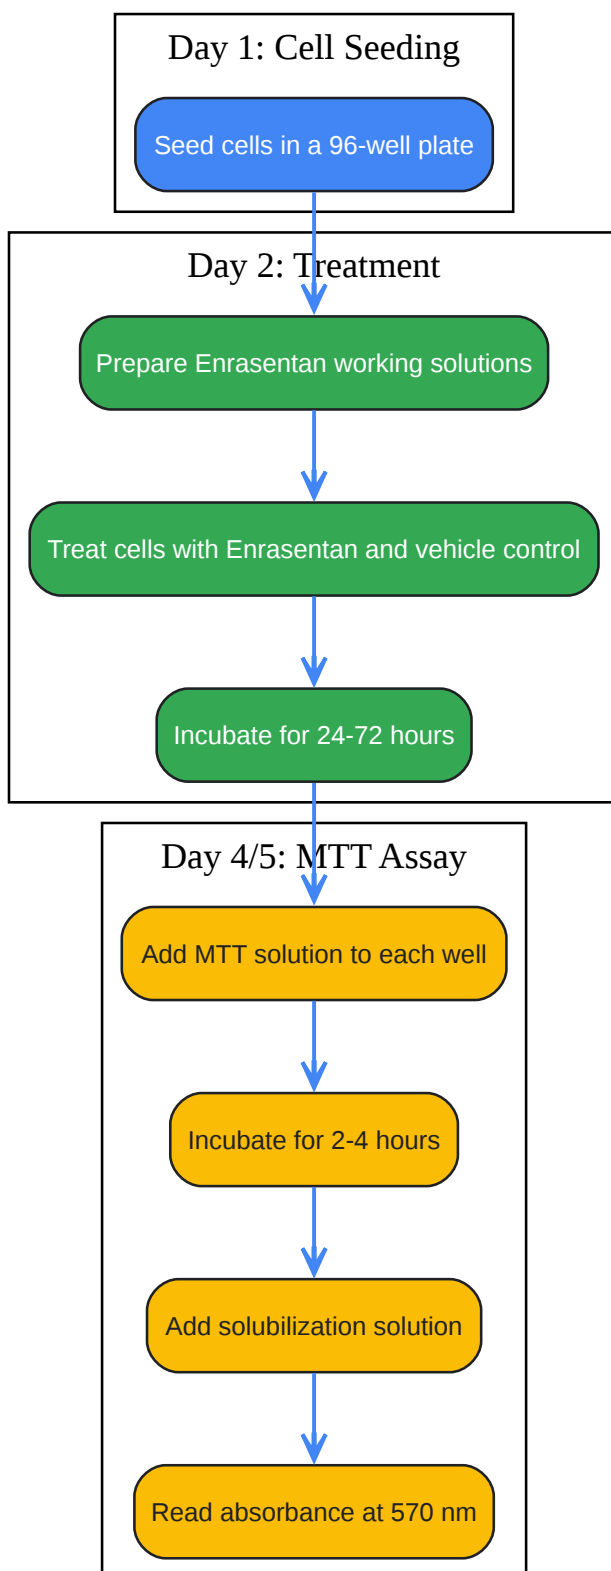 Day 1: Cell Seeding
Seed cells in a 96-well plate
Day 2: Treatment
Prepare Enrasentan working solutions
Treat cells with Enrasentan and vehicle control
Incubate for 24-72 hours
Day 4/5: MTT Assay
Add MTT solution to each well
Incubate for 2-4 hours
Add solubilization solution
Read absorbance at 570 nm